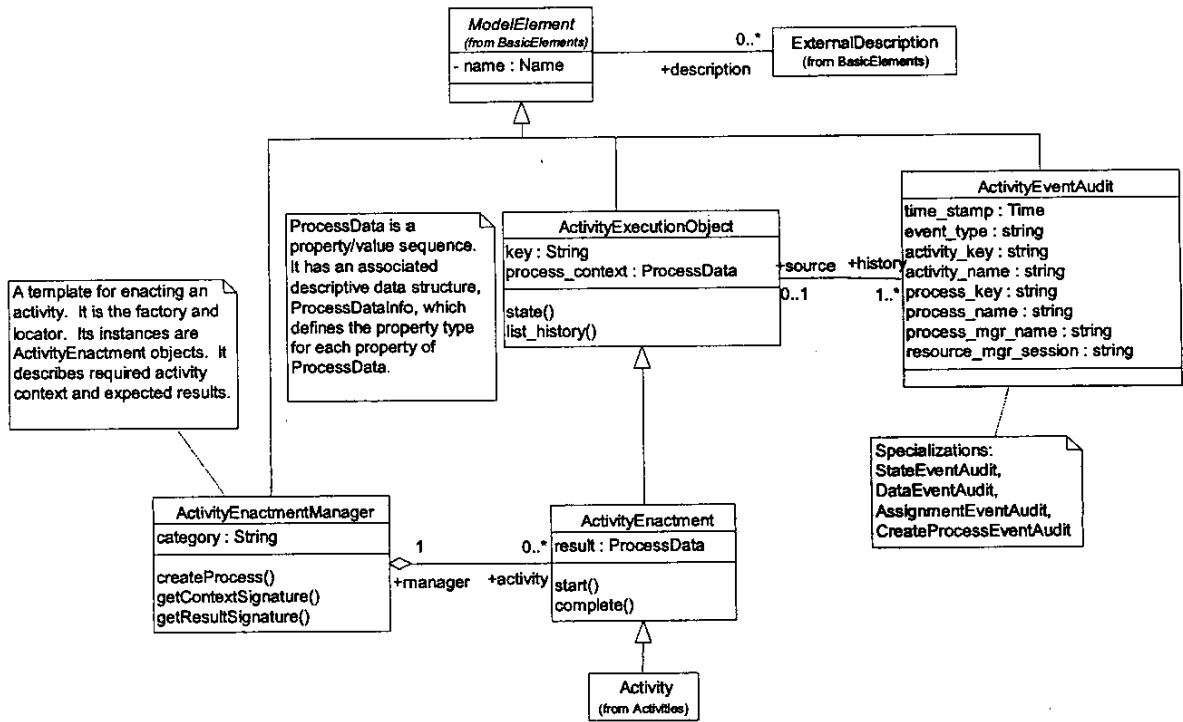 ModelElement
(from BasicElements)
- name : Name
0..*
+description
ExternalDescription
(from BasicElements)
ActivityEventAudit
time_stamp : Time
event_type : string
activity_key : string
activity_name : string
process_key : string
process_name : string
process_mgr_name : string
resource_mgr_session : string
ProcessData is a
property/value sequence.
It has an associated
descriptive data structure,
ProcessDataInfo, which
defines the property type
for each property of
ProcessData.
ActivityExecutionObject
key : String
process_context : ProcessData
state()
list_history()
+source
+history
0..1
1..*
A template for enacting an
activity. It is the factory and
locator. Its instances are
ActivityEnactment objects. It
describes required activity
context and expected results.
Specializations:
StateEventAudit,
DataEventAudit,
AssignmentEventAudit,
CreateProcessEventAudit
ActivityEnactmentManager
category : String
createProcess()
getContextSignature()
getResultSignature()
1
0..*
+manager
+activity
ActivityEnactment
result : ProcessData
start()
complete()
Activity
(from Activities)